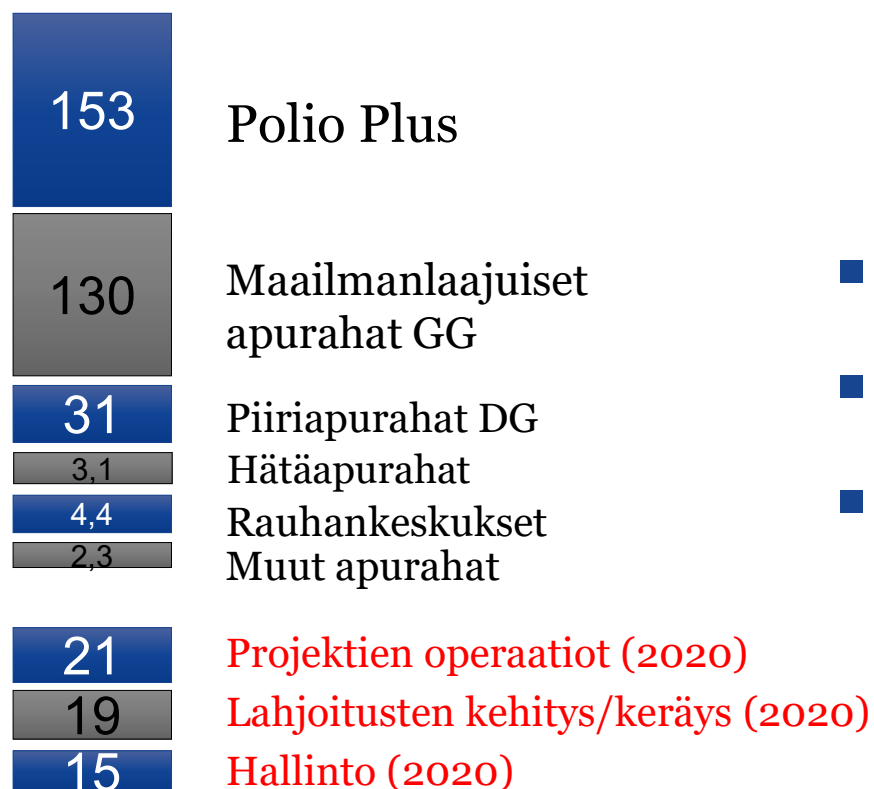 153 Polio Plus
130 Maailmanlaajuiset
apurahat GG
31 Piiriapurahat DG
3,1 Hätäapurahat
4,4 Rauhankeskukset
2,3 Muut apurahat
21 Projektien operaatiot (2020)
19 Lahjoitusten kehitys/keräys (2020)
15 Hallinto (2020)